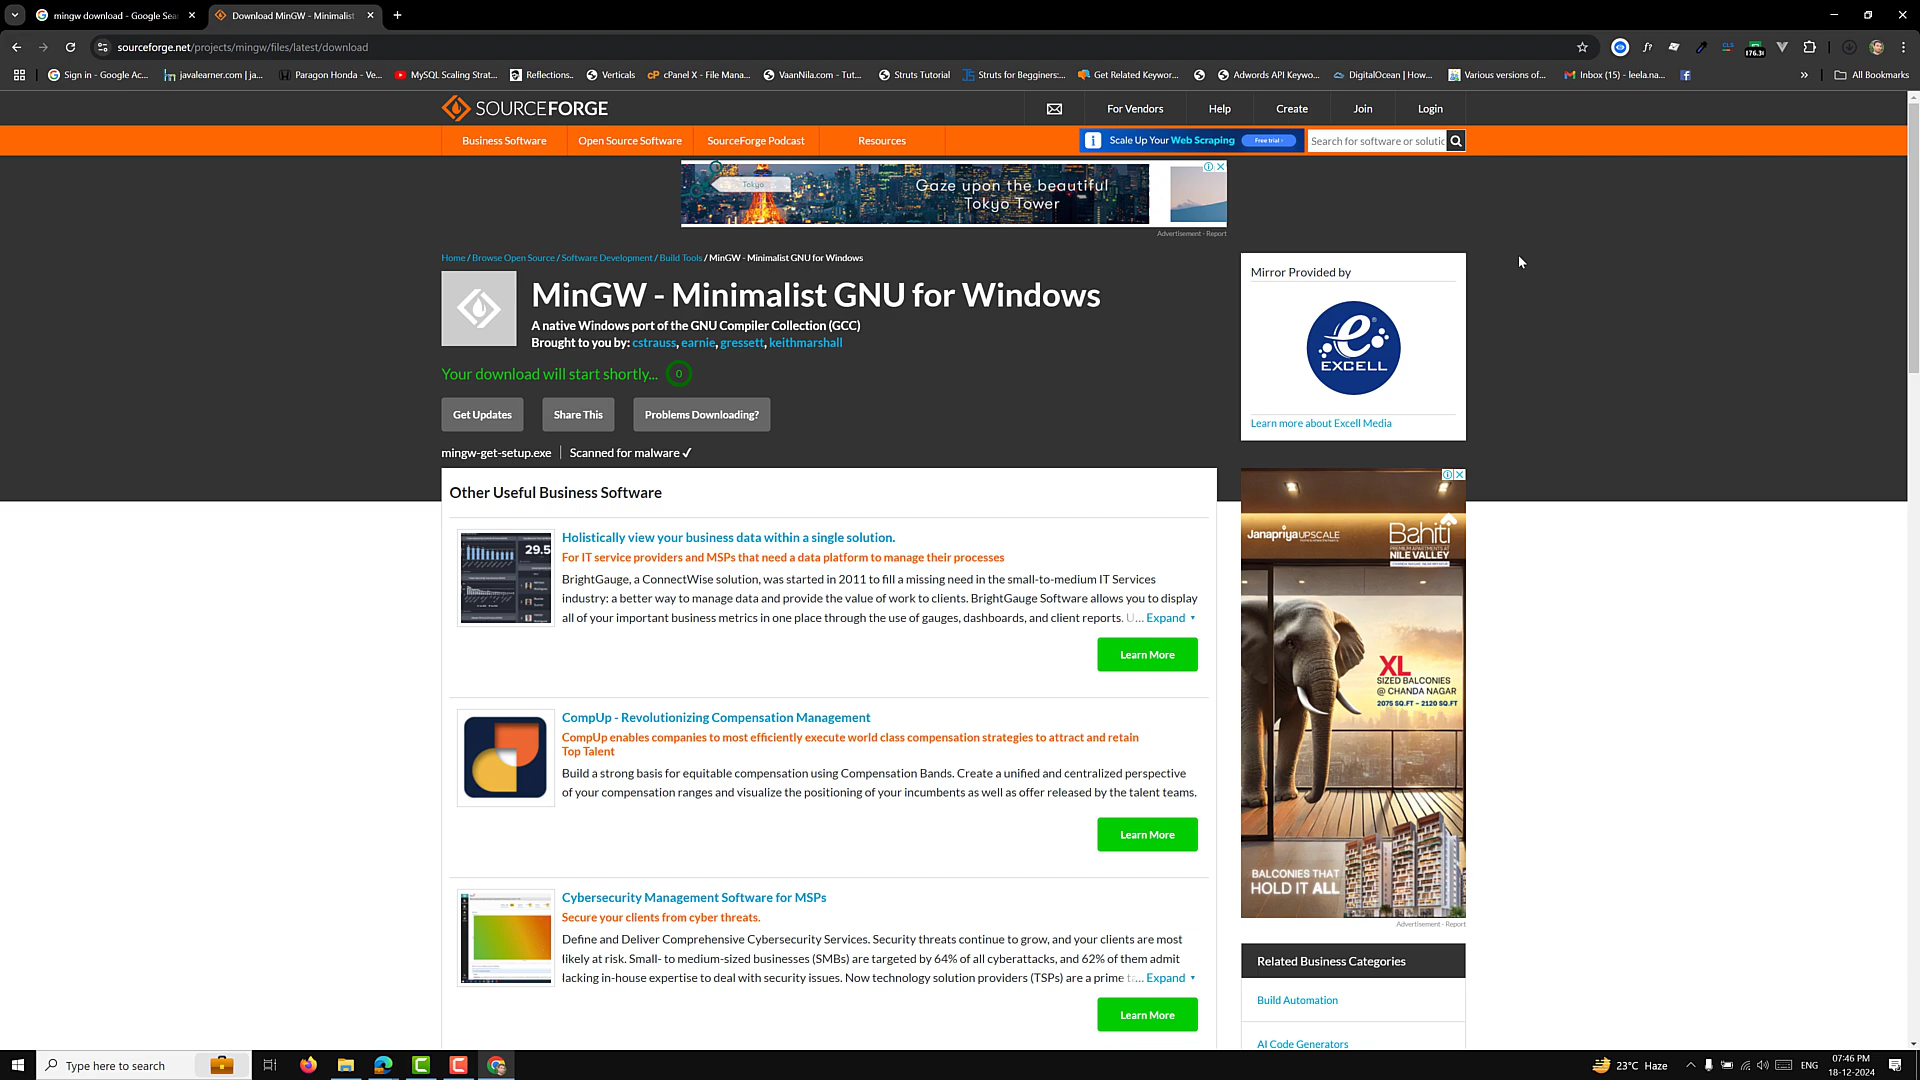 mingw download - Google Sea
Download MinGW - Minimalist
sourceforge.net/projects/mingw/files/latest/download
Sign in - Google Ac...
javalearner.com | ja...
Paragon Honda - Ve...
MySQL Scaling Strat...
Reflections..
Verticals
cPanel X - File Mana...
VaanNila.com - Tut...
Struts Tutorial
Struts for Begginers:...
Get Related Keywor...
Adwords API Keywo...
DigitalOcean | How...
Various versions of...
Inbox (15) - leela.na...
All Bookmarks
SOURCEFORGE
For Vendors
Help
Create
Join
Login
Business Software
Open Source Software
SourceForge Podcast
Resources
Scale Up Your Web Scraping
Free trial ›
Search for software or solutic
Tokyo
Gaze upon the beautiful
Tokyo Tower
Advertisement - Report
Home / Browse Open Source / Software Development / Build Tools / MinGW - Minimalist GNU for Windows
MinGW - Minimalist GNU for Windows
A native Windows port of the GNU Compiler Collection (GCC)
Brought to you by: cstrauss, earnie, gressett, keithmarshall
Your download will start shortly... 0
Get Updates
Share This
Problems Downloading?
mingw-get-setup.exe
Scanned for malware ✓
Mirror Provided by
e
EXCELL
Learn more about Excell Media
Other Useful Business Software
29.5
Holistically view your business data within a single solution.
For IT service providers and MSPs that need a data platform to manage their processes
BrightGauge, a ConnectWise solution, was started in 2011 to fill a missing need in the small-to-medium IT Services
industry: a better way to manage data and provide the value of work to clients. BrightGauge Software allows you to display
all of your important business metrics in one place through the use of gauges, dashboards, and client reports. U... Expand
Learn More
CompUp - Revolutionizing Compensation Management
CompUp enables companies to most efficiently execute world class compensation strategies to attract and retain
Top Talent
Build a strong basis for equitable compensation using Compensation Bands. Create a unified and centralized perspective
of your compensation ranges and visualize the positioning of your incumbents as well as offer released by the talent teams.
Learn More
Cybersecurity Management Software for MSPs
Secure your clients from cyber threats.
Define and Deliver Comprehensive Cybersecurity Services. Security threats continue to grow, and your clients are most
likely at risk. Small- to medium-sized businesses (SMBs) are targeted by 64% of all cyberattacks, and 62% of them admit
lacking in-house expertise to deal with security issues. Now technology solution providers (TSPs) are a prime ta... Expand
Learn More
Janapriya UPSCALE
Bahiti
PREMIUM APARTMENTS AT
NILE VALLEY
XL
SIZED BALCONIES
@ CHANDA NAGAR
2075 SQ.FT – 2120 SQ.FT
BALCONIES THAT
HOLD IT ALL
Advertisement - Report
Related Business Categories
Build Automation
AI Code Generators
Type here to search
23°C Haze
ENG
07:46 PM
18-12-2024